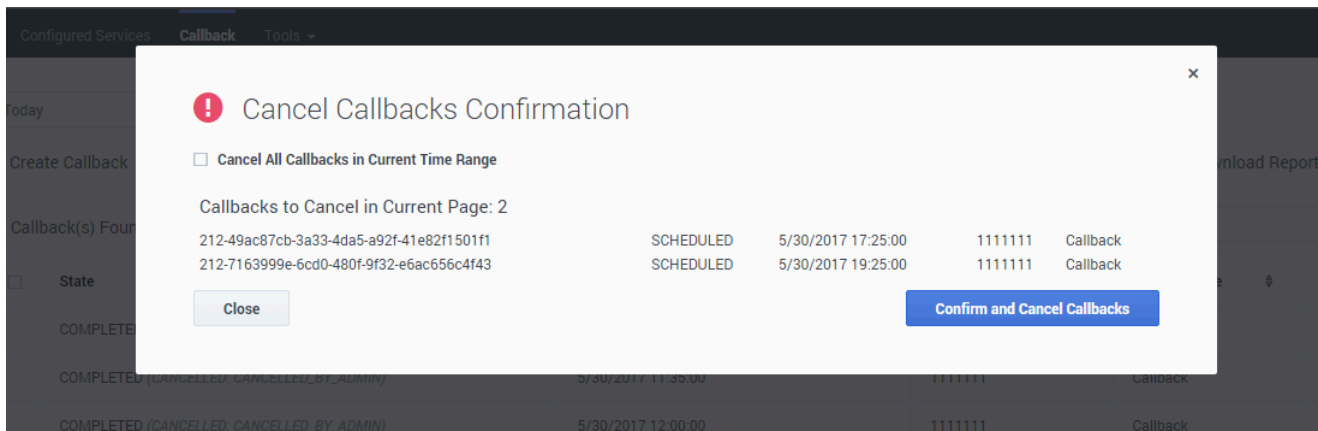 Configured Services Callback Tools
×
Today
Cancel Callbacks Confirmation
Create Callback Cancel All Callbacks in Current Time Range Report
Callbacks to Cancel in Current Page: 2
Callback(s)
212-49ac87cb-3a33-4da5-a92f-41e82f1501f1 SCHEDULED 5/30/2017 17:25:00 1111111 Callback
212-7163999e-6cd0-480f-9f32-e6ac656c4f43 SCHEDULED 5/30/2017 19:25:00 1111111 Callback
State
Close Confirm and Cancel Callbacks
COMPLETE
COMPLETED (CANCELLED: CANCELLED_BY_ADMIN) 5/30/2017 11:35:00 1111111 Callback
COMPLETED (CANCELLED: CANCELLED_BY_ADMIN) 5/30/2017 12:00:00 1111111 Callback